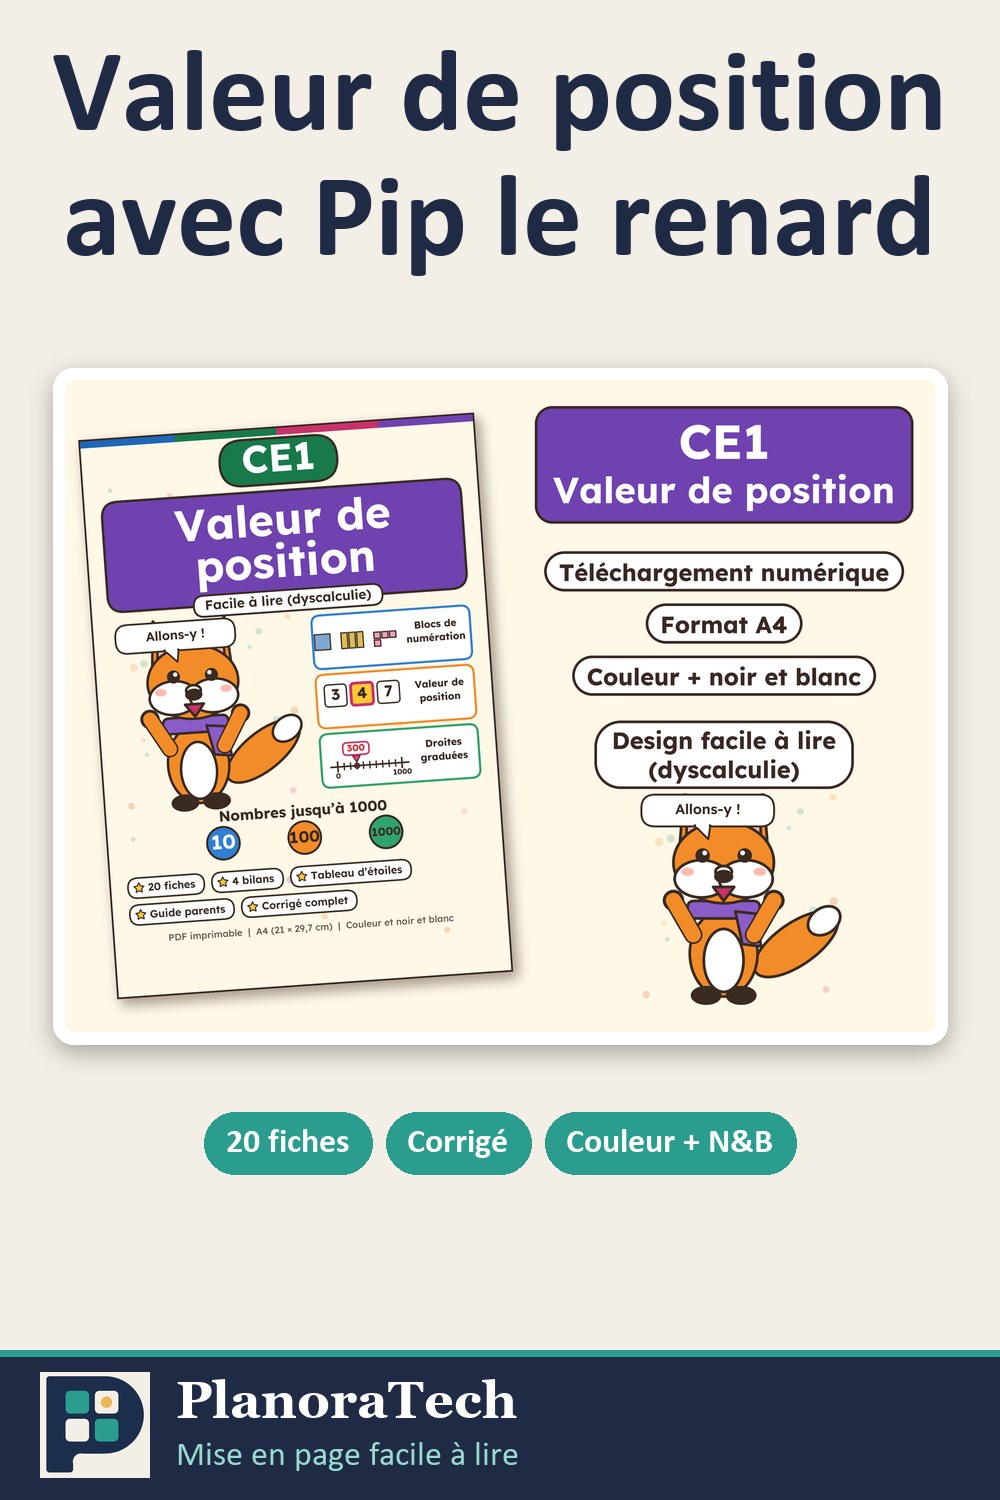 Valeur de position
avec Pip le renard
CE1
Valeur de
position
Facile à lire (dyscalculie)
Allons-y !
Blocs de
numération
3 4 7
Valeur de
position
300
0 1000
Droites
graduées
Nombres jusqu'à 1000
10 100 1000
20 fiches
4 bilans
Tableau d'étoiles
Guide parents
Corrigé complet
PDF imprimable | A4 (21 × 29,7 cm) | Couleur et noir et blanc
CE1
Valeur de position
Téléchargement numérique
Format A4
Couleur + noir et blanc
Design facile à lire
(dyscalculie)
Allons-y !
20 fiches
Corrigé
Couleur + N&B
PlanoraTech
Mise en page facile à lire